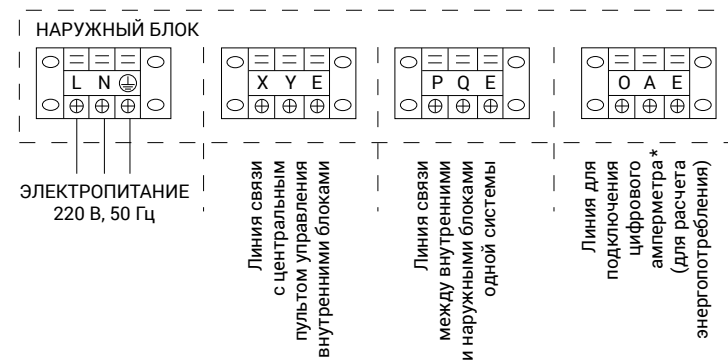 НАРУЖНЫЙ БЛОК
L N
X Y E
P Q E
O A E
ЭЛЕКТРОПИТАНИЕ
220 В, 50 Гц
Линия связи
с центральным
пультом управления
внутренними блоками
Линия связи
между внутренними
и наружными блоками
одной системы
Линия для
подключения
цифрового
амперметра*
(для расчета
энергопотребления)